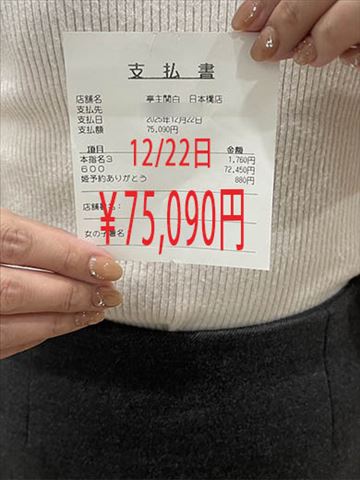 支払書
店舗名 亭主関白 日本橋店
支払先
支払日 2025年12月22日
支払額 75,090円
項目 金額
本指名3 1,760円
600 72,450円
姫予約ありがとう 880円
12/22日
店舗署名：
¥75,090円
女の子署名